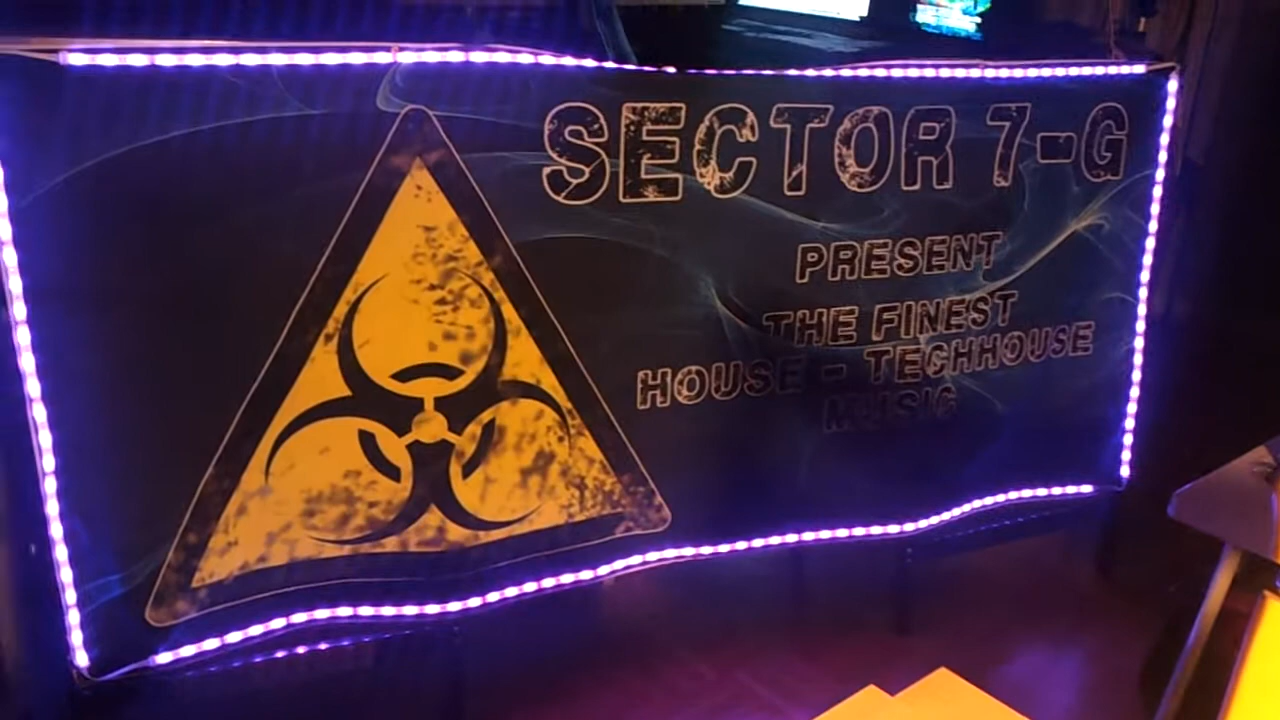 SECTOR 7-G
PRESENT
THE FINEST
HOUSE - TECHHOUSE
MUSIC